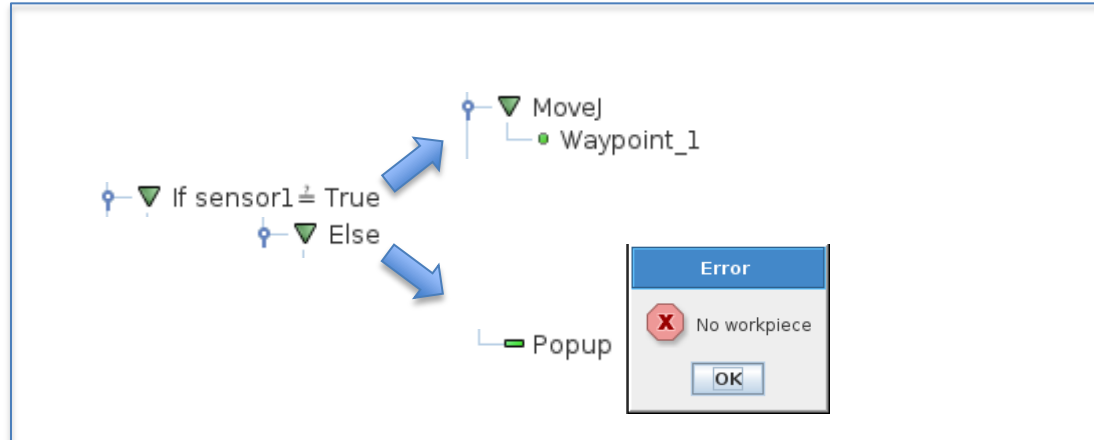 MoveJ
Waypoint_1
If sensor1 ≟ True
Else
Error
X No workpiece
Popup
OK